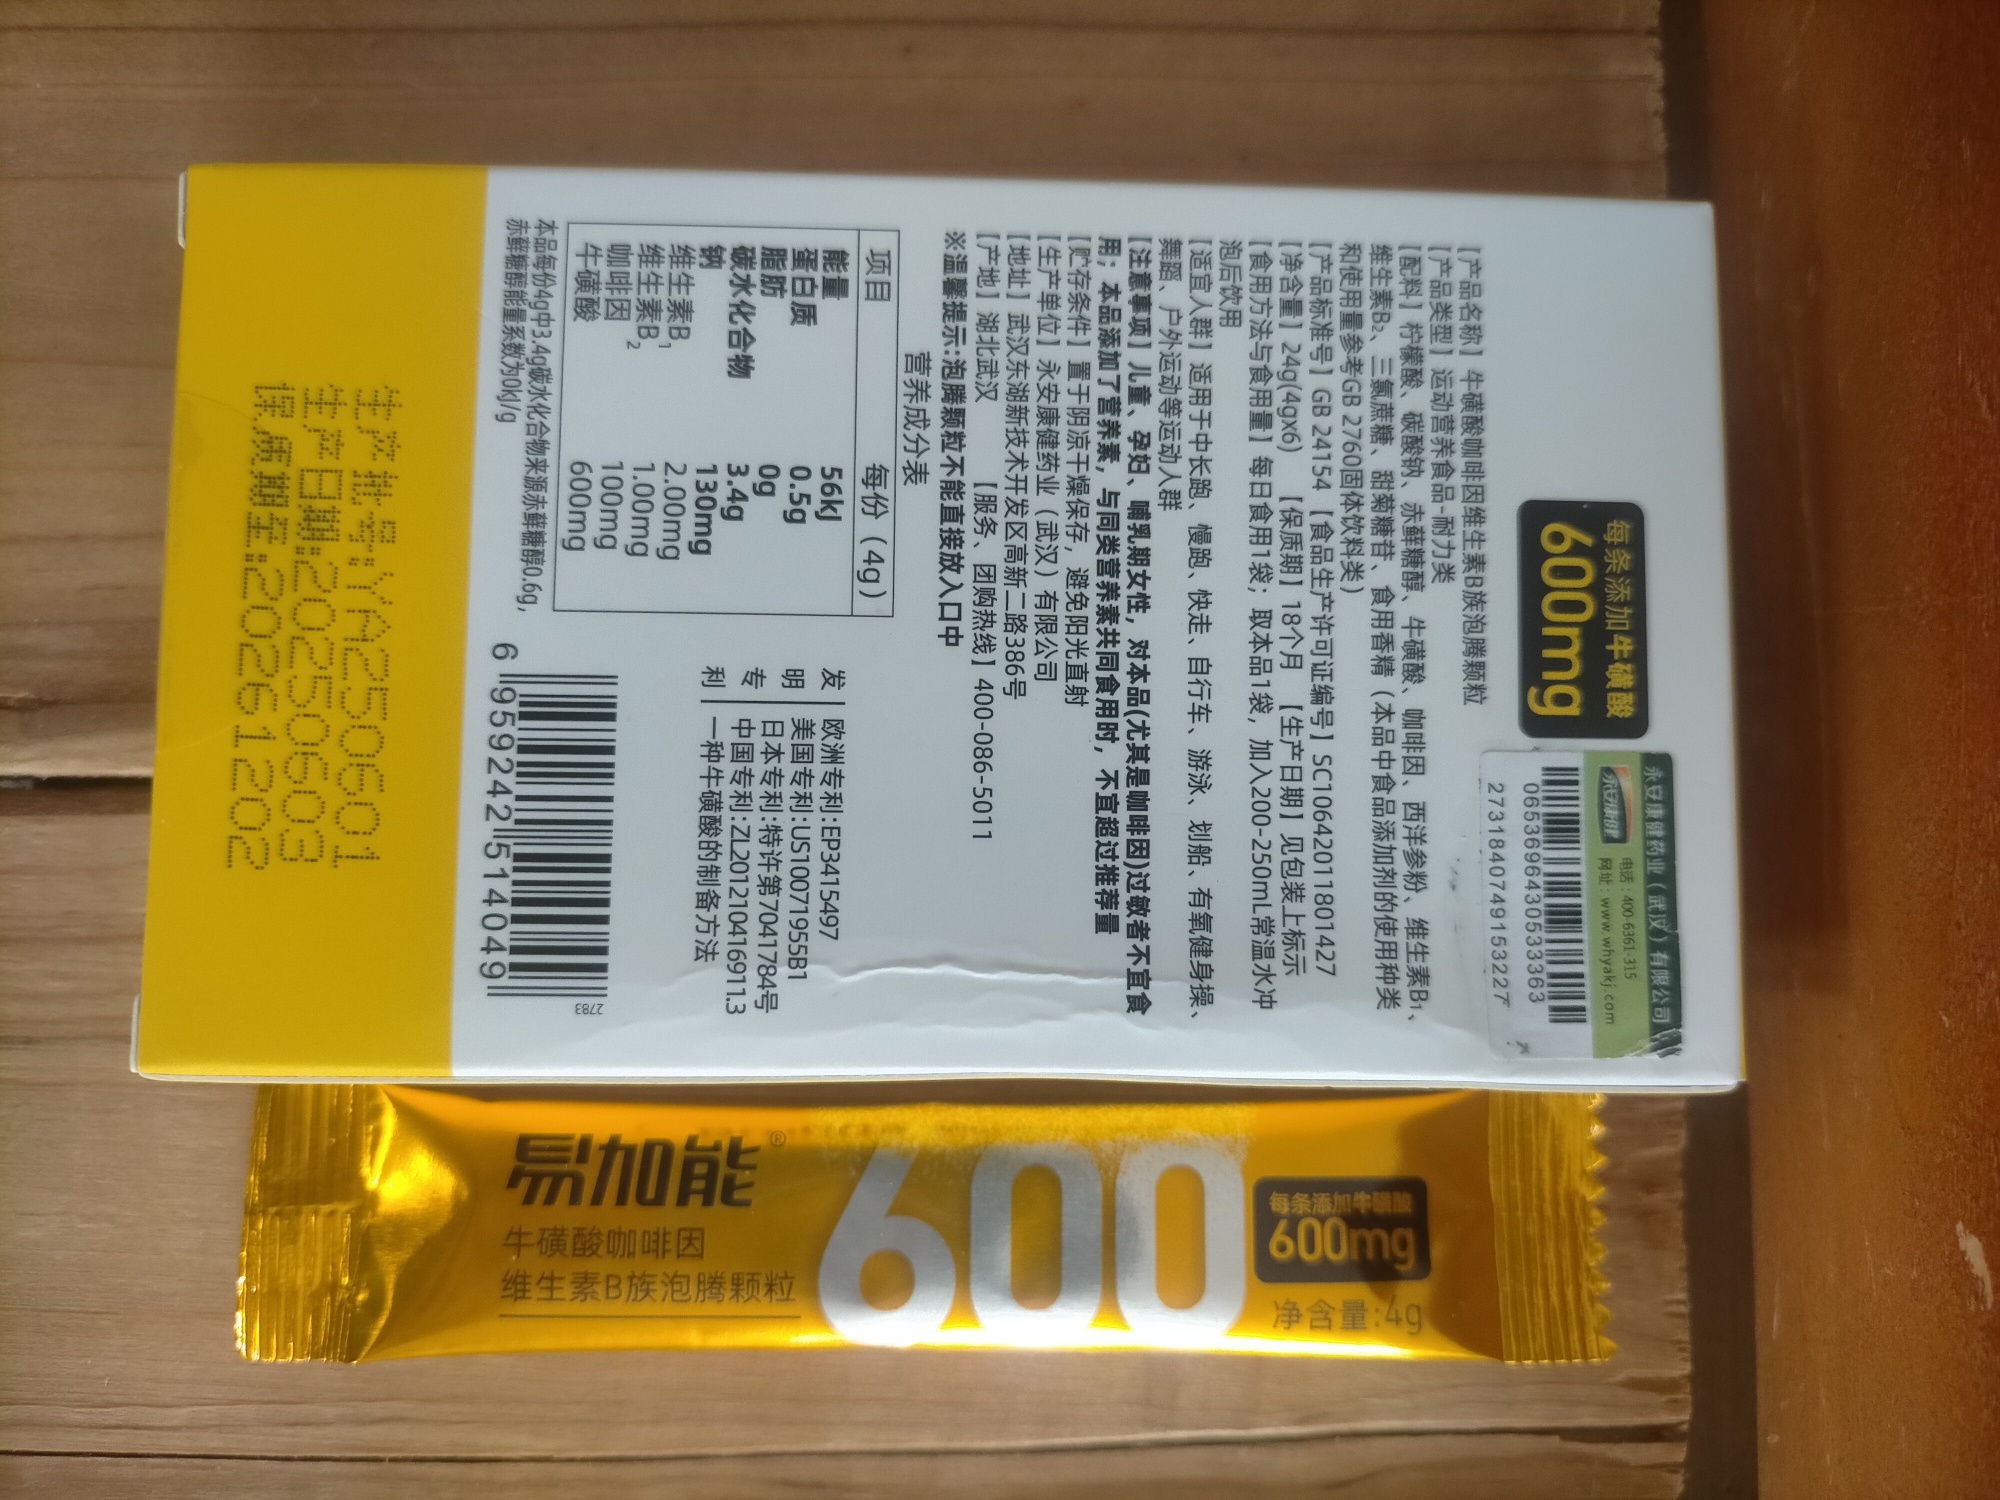 每条添加牛磺酸
600mg
永安康健药业（武汉）有限公司
永安康健
电话：400-6361-315
网址：www.whyakj.com
06536964305333​63
27318407491532​27
【产品名称】牛磺酸咖啡因维生素B族泡腾颗粒
【产品类型】运动营养食品-耐力类
【配料】柠檬酸、碳酸钠、赤藓糖醇、牛磺酸、咖啡因、西洋参粉、维生素B₁、
维生素B₂、三氯蔗糖、甜菊糖苷、食用香精（本品中食品添加剂的使用种类
和使用量参考GB 2760固体饮料类）
【产品标准号】GB 24154 【食品生产许可证编号】SC10642011801427
【净含量】24g(4gx6) 【保质期】18个月 【生产日期】见包装上标示
【食用方法与食用量】每日食用1袋；取本品1袋，加入200-250mL常温水冲
泡后饮用
【适宜人群】适用于中长跑、慢跑、快走、自行车、游泳、划船、有氧健身操、
舞蹈、户外运动等运动人群
【注意事项】儿童、孕妇、哺乳期女性，对本品(尤其是咖啡因)过敏者不宜食
用；本品添加了营养素，与同类营养素共同食用时，不宜超过推荐量
【贮存条件】置于阴凉干燥保存，避免阳光直射
【生产单位】永安康健药业（武汉）有限公司
【地址】武汉东湖新技术开发区高新二路386号
【产地】湖北武汉 【服务、团购热线】400-086-5011
※温馨提示:泡腾颗粒不能直接放入口中
营养成分表
项目 每份（4g）
能量 56kJ
蛋白质 0.5g
脂肪 0g
碳水化合物 3.4g
钠 130mg
维生素B₁ 2.00mg
维生素B₂ 1.00mg
咖啡因 100mg
牛磺酸 600mg
本品每份4g中3.4g碳水化合物来源赤藓糖醇0.6g,
赤藓糖醇能量系数为0kJ/g
发明专利
欧洲专利:EP3415497
美国专利:US10071955B1
日本专利:特许第7041784号
中国专利:ZL201210416911.3
一种牛磺酸的制备方法
2783
6 959242 514049
生产批号:YA250601
生产日期:20250603
保质期至:20261202
易加能®
牛磺酸咖啡因
维生素B族泡腾颗粒
600
每条添加牛磺酸
600mg
净含量:4g